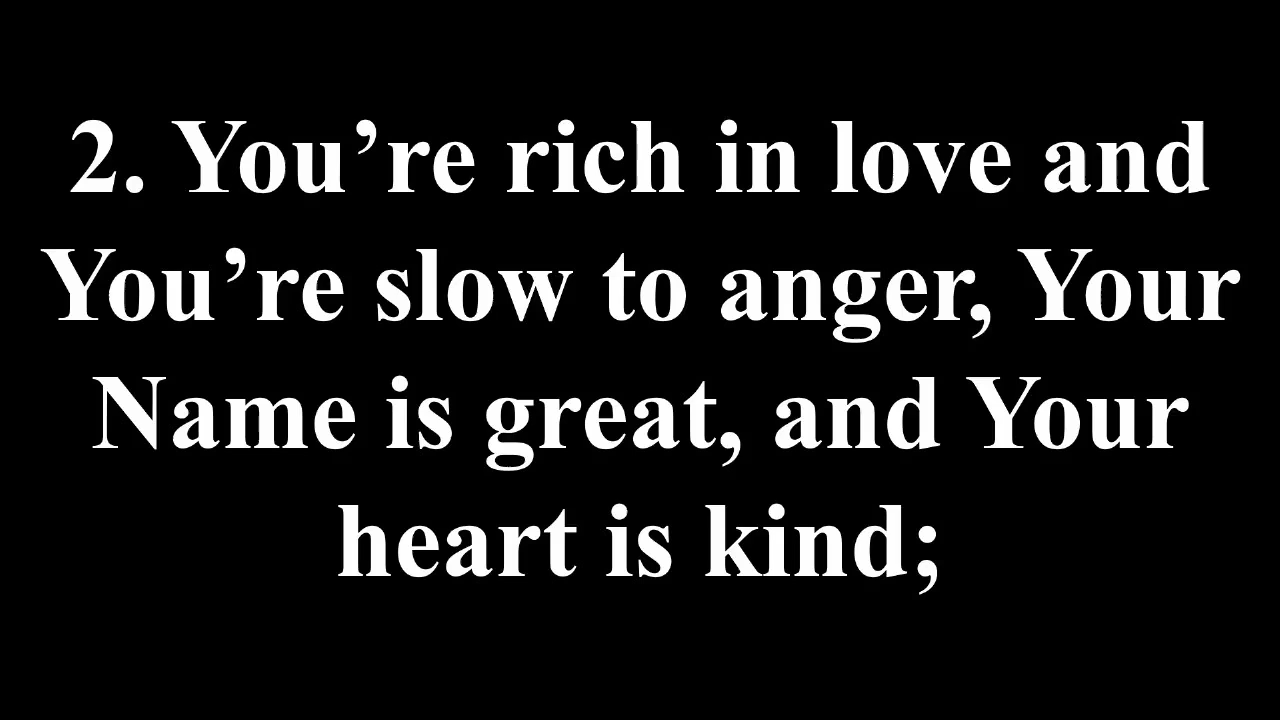 2. You’re rich in love and
You’re slow to anger, Your
Name is great, and Your
heart is kind;